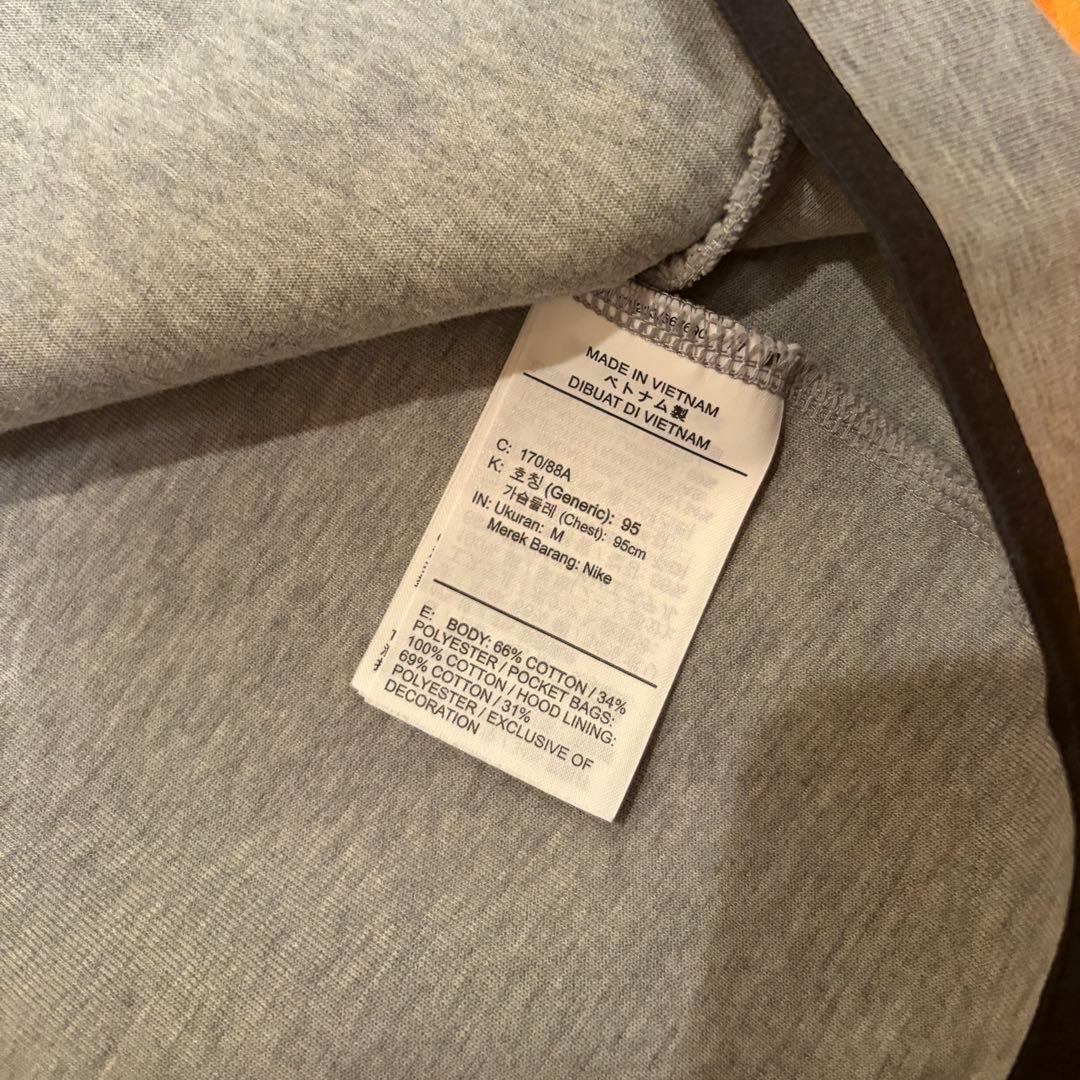 MADE IN VIETNAM
ベトナム製
DIBUAT DI VIETNAM
C: 170/88A
K: 호칭 (Generic): 95
가슴둘레 (Chest): 95cm
IN: Ukuran: M
Merek Barang: Nike
E: BODY: 66% COTTON / 34%
POLYESTER / POCKET BAGS:
100% COTTON / HOOD LINING:
69% COTTON / 31%
POLYESTER / EXCLUSIVE OF
DECORATION